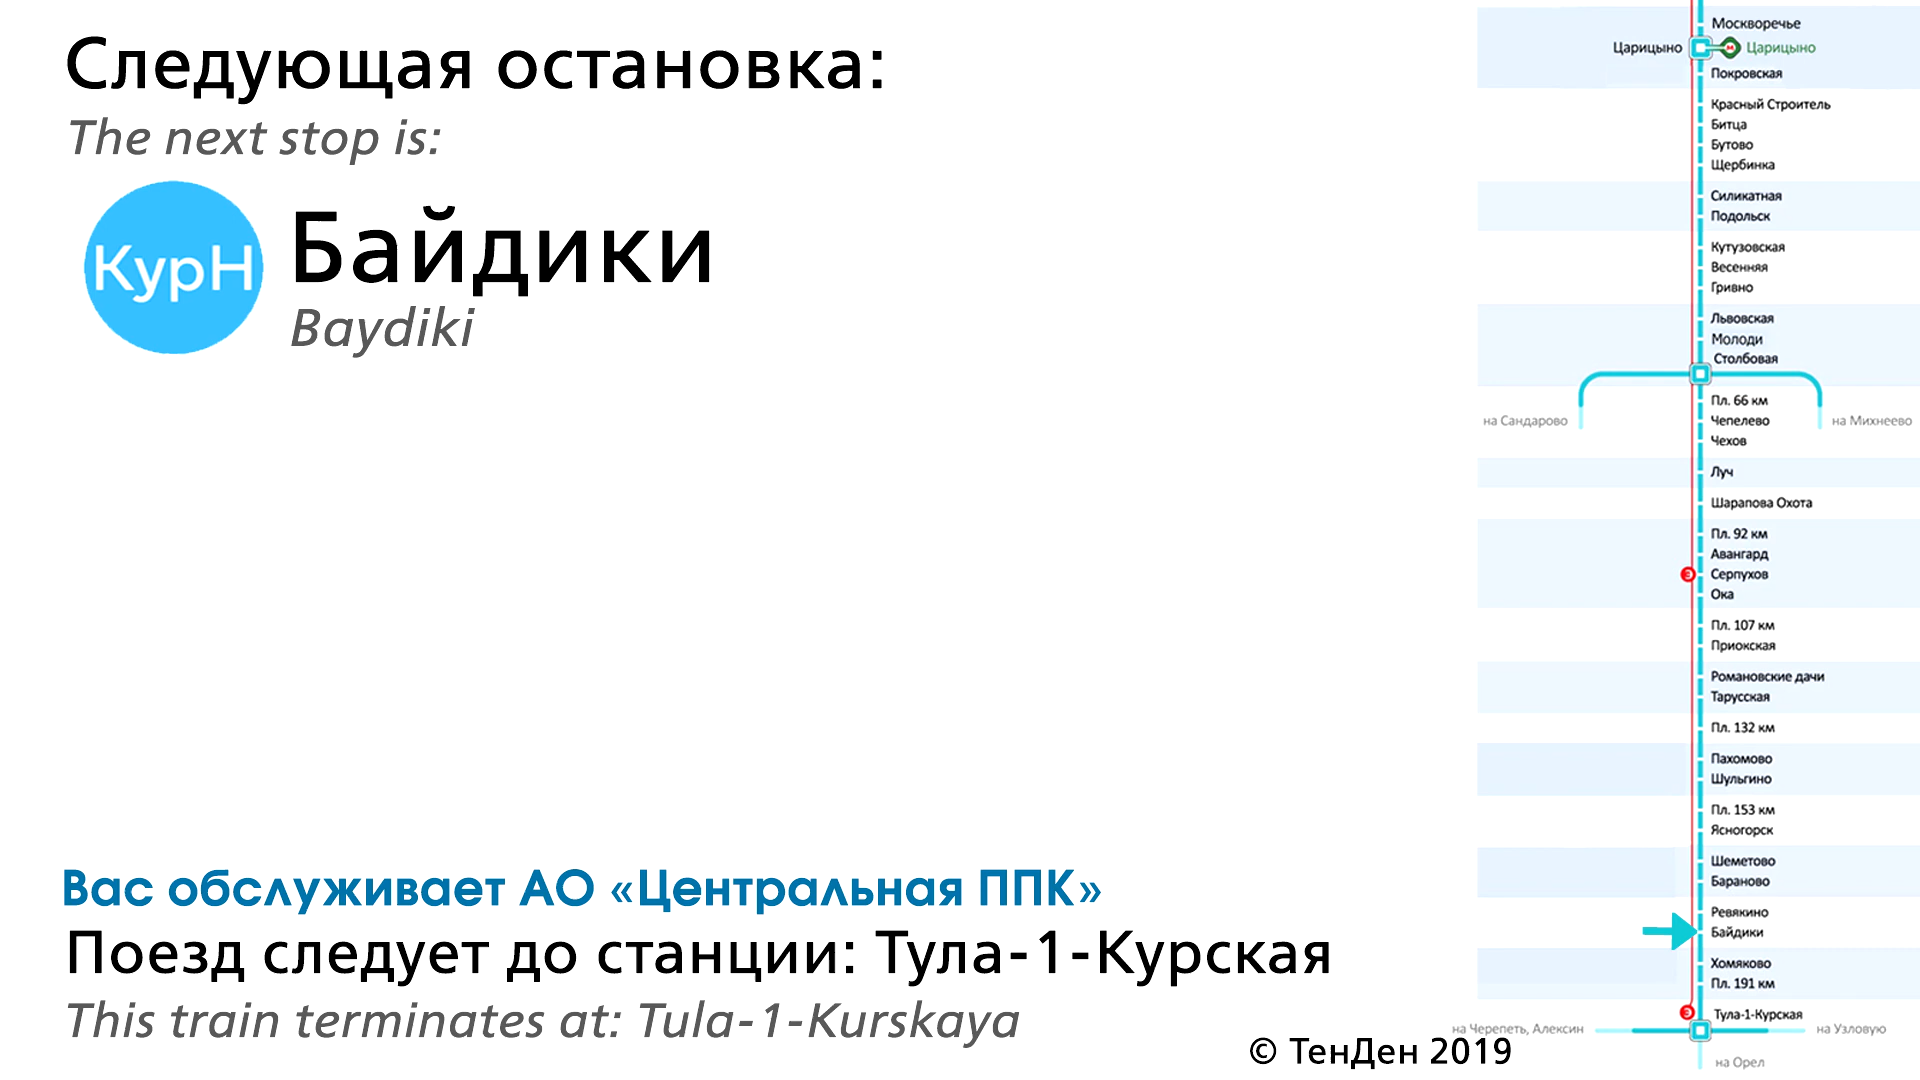 Следующая остановка:
The next stop is:
КурН
Байдики
Baydiki
Вас обслуживает АО «Центральная ППК»
Поезд следует до станции: Тула-1-Курская
This train terminates at: Tula-1-Kurskaya
© ТенДен 2019
Москворечье
Царицыно
М Царицыно
Покровская
Красный Строитель
Битца
Бутово
Щербинка
Силикатная
Подольск
Кутузовская
Весенняя
Гривно
Львовская
Молоди
Столбовая
на Сандарово
на Михнеево
Пл. 66 км
Чепелево
Чехов
Луч
Шарапова Охота
Пл. 92 км
Авангард
Э Серпухов
Ока
Пл. 107 км
Приокская
Романовские дачи
Тарусская
Пл. 132 км
Пахомово
Шульгино
Пл. 153 км
Ясногорск
Шеметово
Бараново
Ревякино
Байдики
Хомяково
Пл. 191 км
Э Тула-1-Курская
на Черепеть, Алексин
на Узловую
на Орел